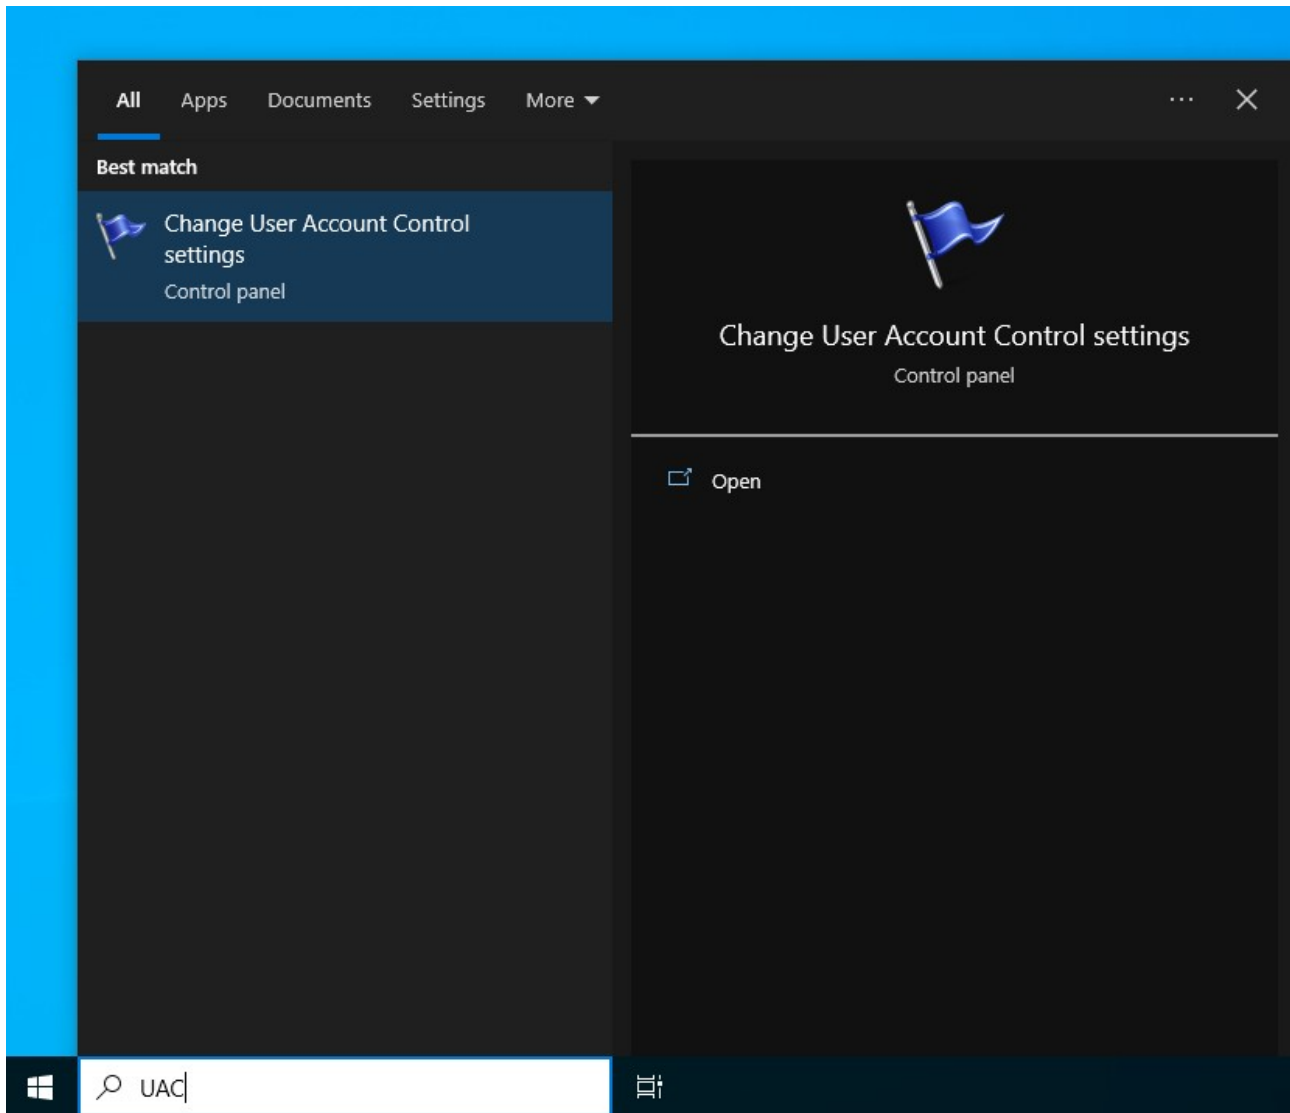 All Apps Documents Settings More ...
Best match
Change User Account Control
settings
Control panel
Change User Account Control settings
Control panel
Open
UAC